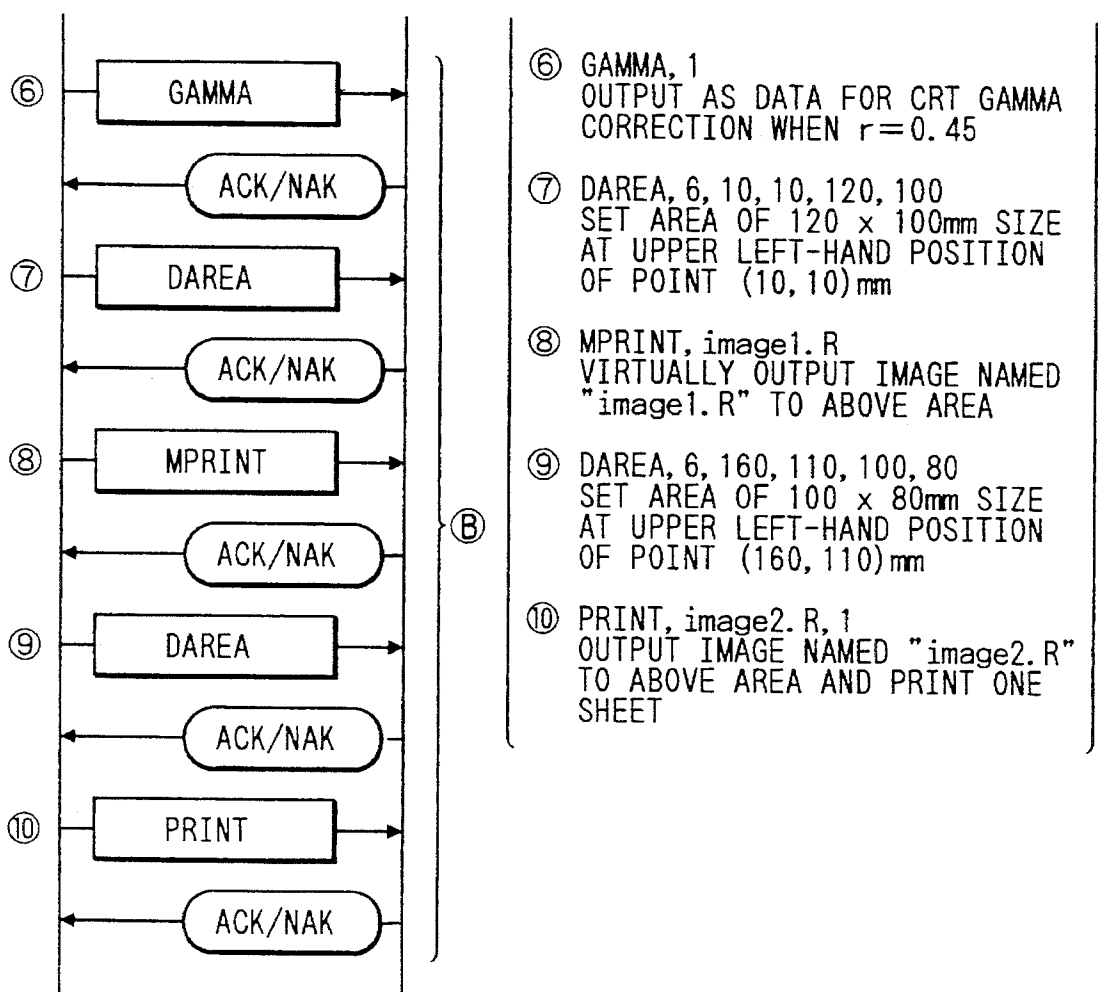 ⑥ GAMMA
ACK/NAK
⑦ DAREA
ACK/NAK
⑧ MPRINT
ACK/NAK
⑨ DAREA
ACK/NAK
⑩ PRINT
ACK/NAK
Ⓑ
⑥ GAMMA, 1
OUTPUT AS DATA FOR CRT GAMMA
CORRECTION WHEN r=0.45
⑦ DAREA, 6, 10, 10, 120, 100
SET AREA OF 120 x 100mm SIZE
AT UPPER LEFT-HAND POSITION
OF POINT (10,10)mm
⑧ MPRINT, image1.R
VIRTUALLY OUTPUT IMAGE NAMED
"image1.R" TO ABOVE AREA
⑨ DAREA, 6, 160, 110, 100, 80
SET AREA OF 100 x 80mm SIZE
AT UPPER LEFT-HAND POSITION
OF POINT (160,110)mm
⑩ PRINT, image2.R, 1
OUTPUT IMAGE NAMED "image2.R"
TO ABOVE AREA AND PRINT ONE
SHEET